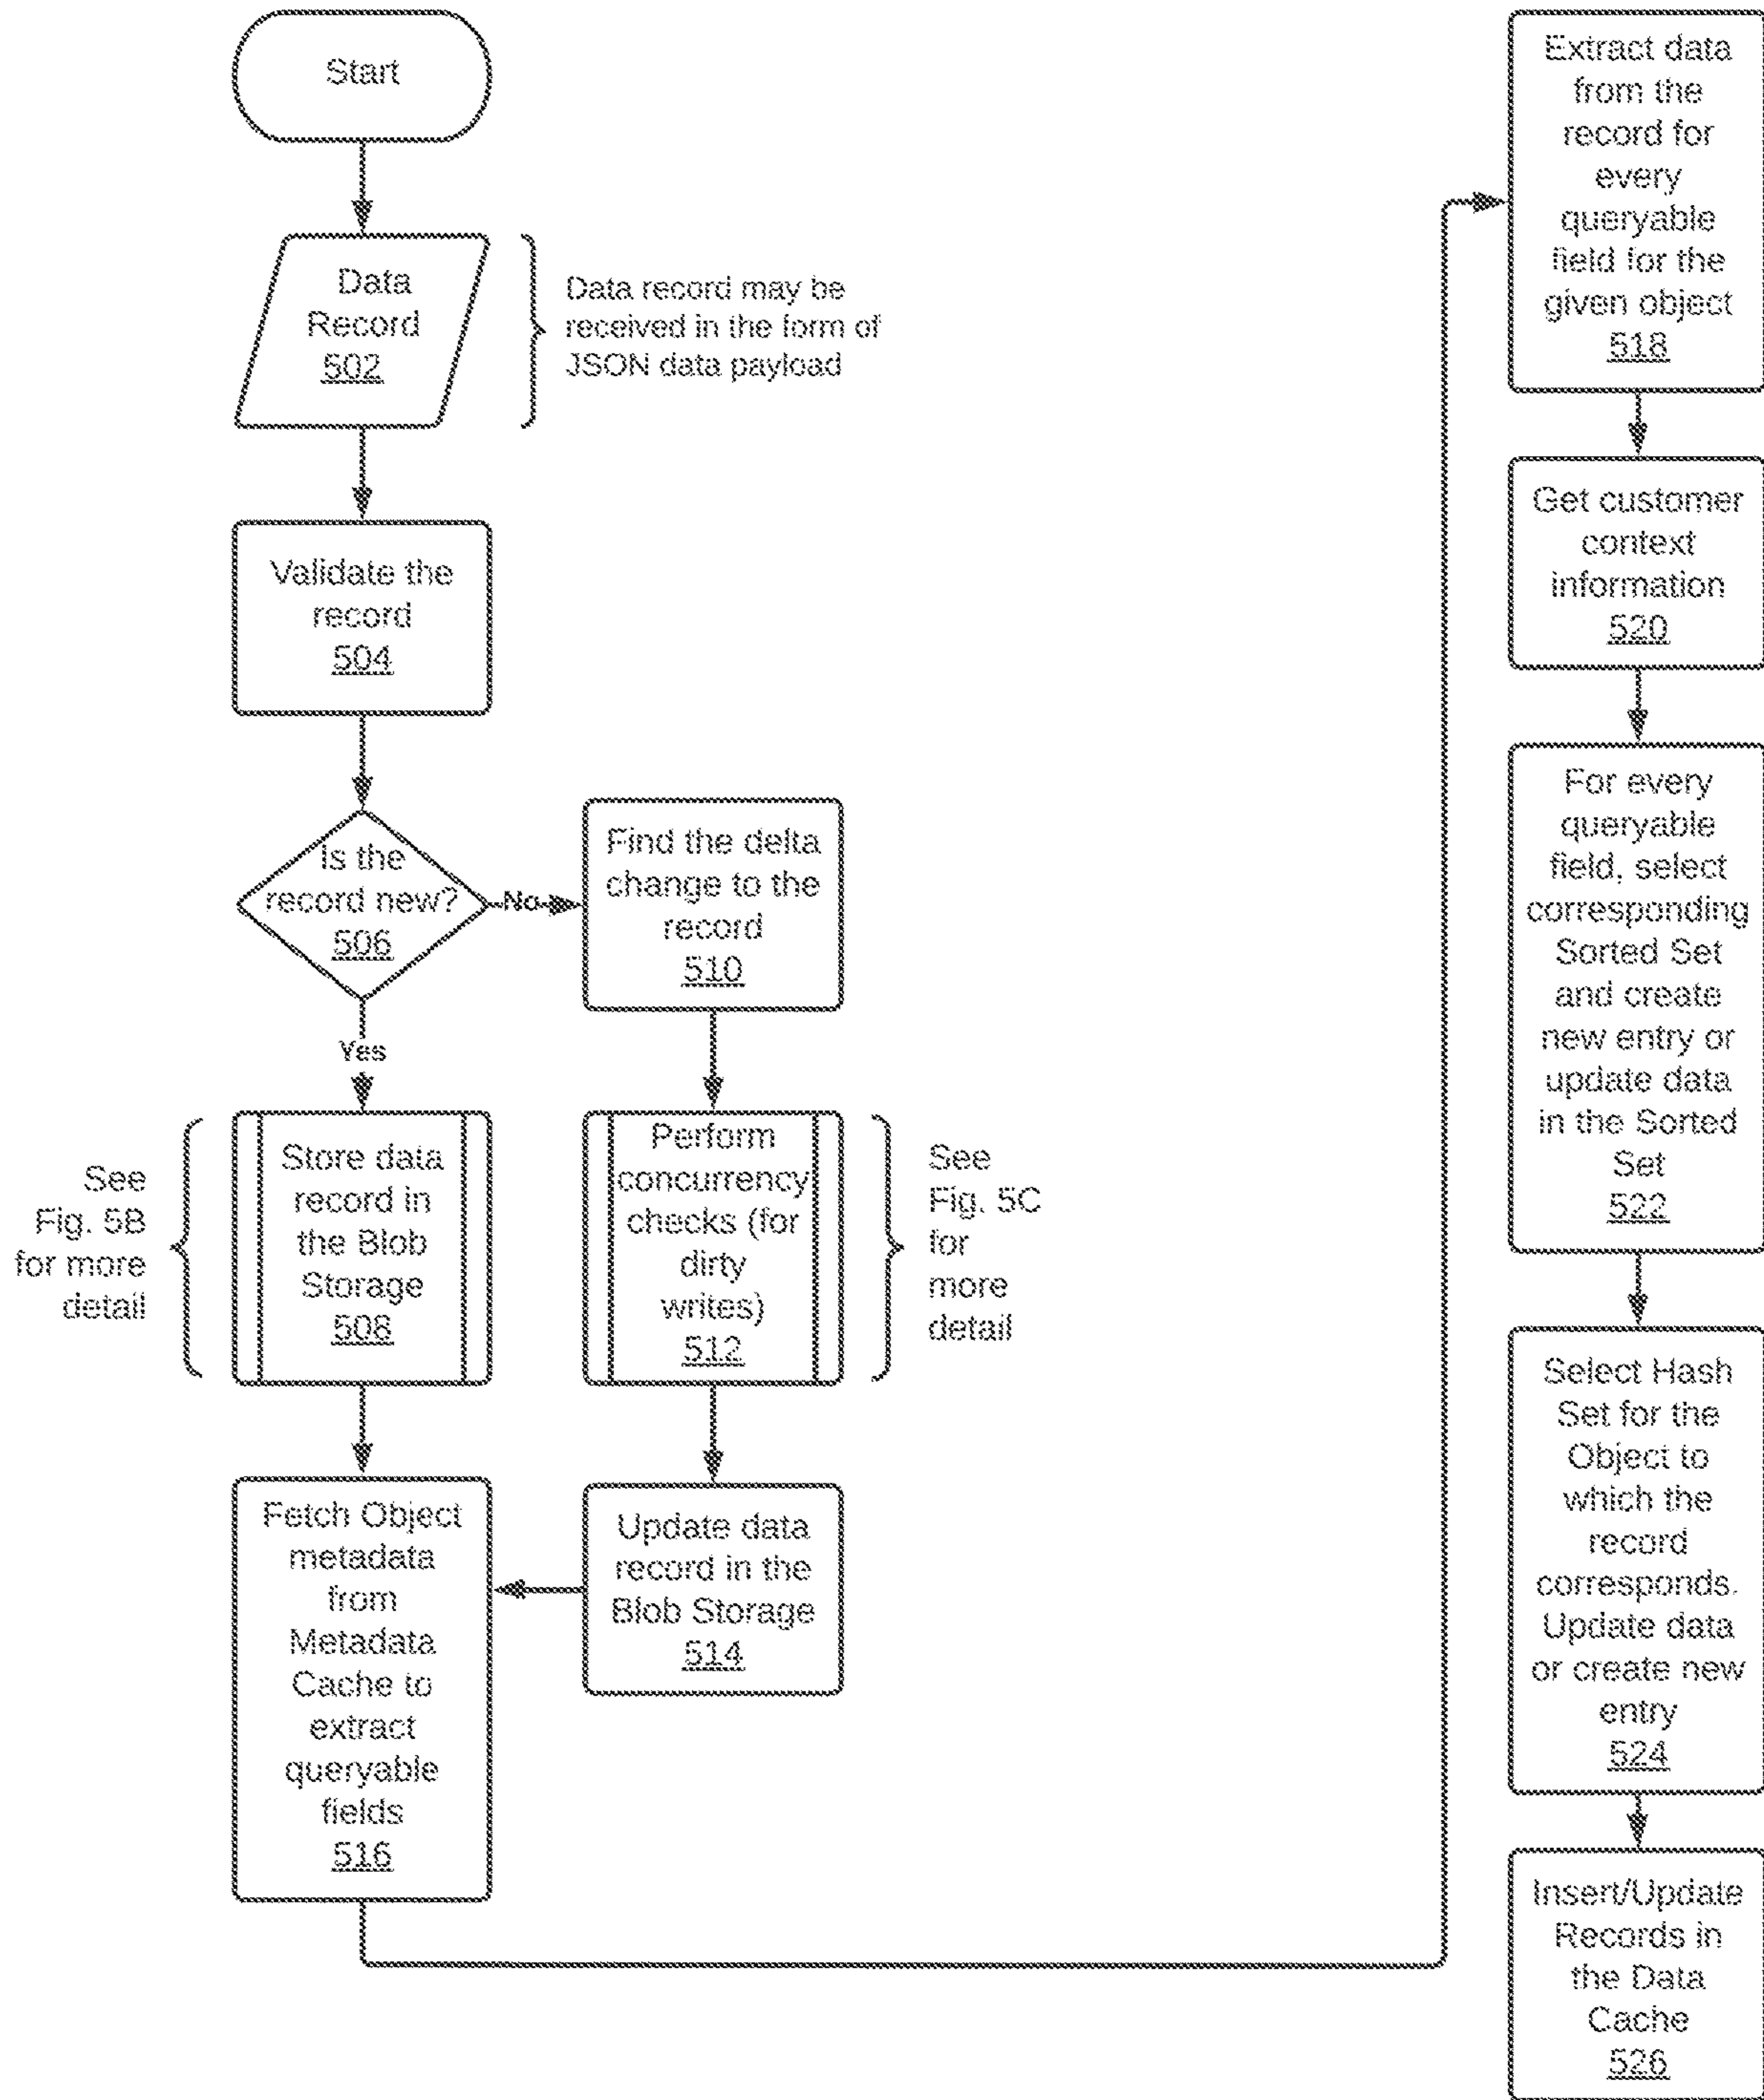 Start
Data
Record
502
Data record may be
received in the form of
JSON data payload
Validate the
record
504
Is the
record new?
506
No
Find the delta
change to the
record
510
Yes
See
Fig. 5B
for more
detail
Store data
record in
the Blob
Storage
508
Perform
concurrency
checks (for
dirty
writes)
512
See
Fig. 5C
for
more
detail
Fetch Object
metadata
from
Metadata
Cache to
extract
queryable
fields
516
Update data
record in the
Blob Storage
514
Extract data
from the
record for
every
queryable
field for the
given object
518
Get customer
context
information
520
For every
queryable
field, select
corresponding
Sorted Set
and create
new entry or
update data
in the Sorted
Set
522
Select Hash
Set for the
Object to
which the
record
corresponds.
Update data
or create new
entry
524
Insert/Update
Records in
the Data
Cache
526